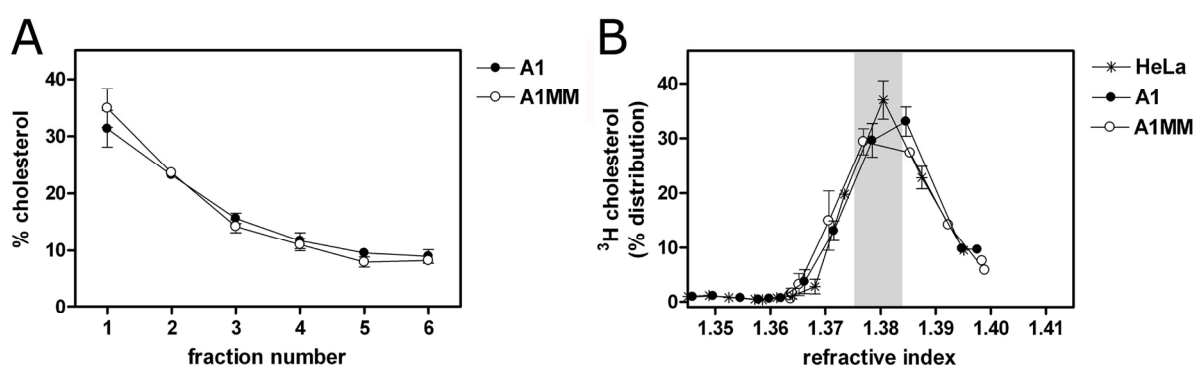 A
% cholesterol
40
30
20
10
0
1 2 3 4 5 6
fraction number
A1
A1MM
B
³H cholesterol
(% distribution)
40
30
20
10
0
1.35 1.36 1.37 1.38 1.39 1.40 1.41
refractive index
HeLa
A1
A1MM